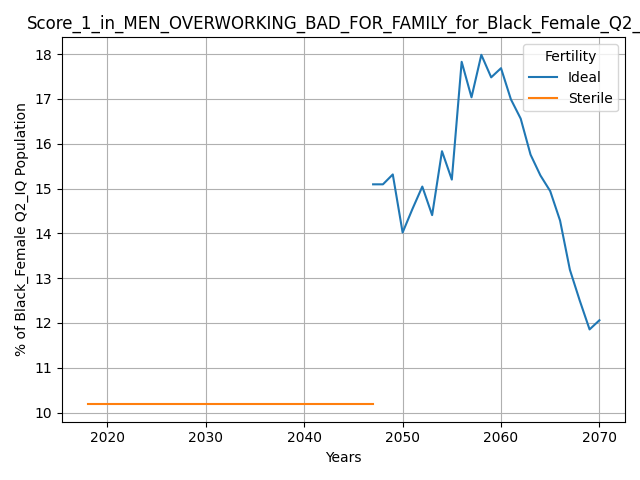 Score_1_in_MEN_OVERWORKING_BAD_FOR_FAMILY_for_Black_Female_Q2_
Fertility
Ideal
Sterile
% of Black_Female Q2_IQ Population
18
17
16
15
14
13
12
11
10
2020 2030 2040 2050 2060 2070
Years